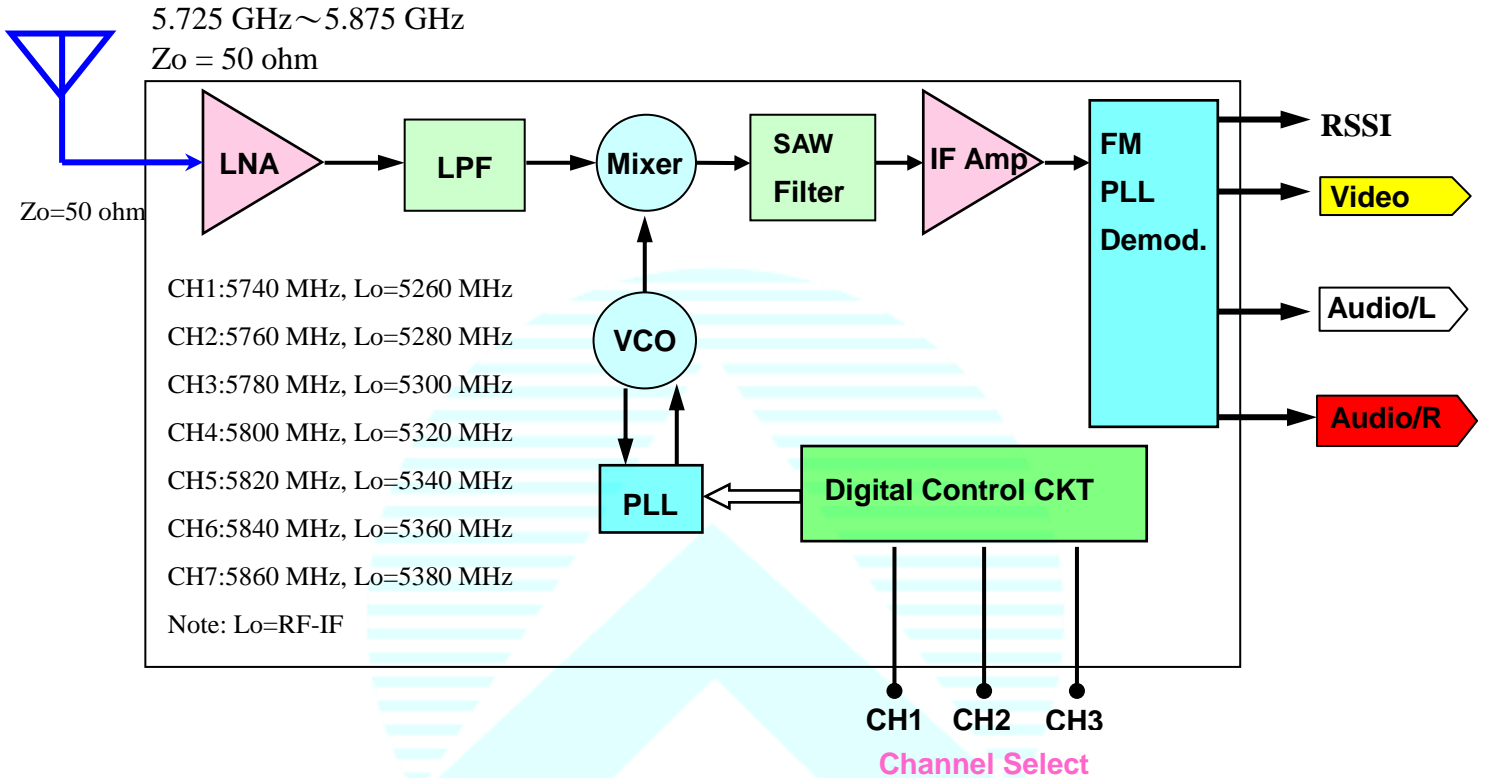 5.725 GHz～5.875 GHz
Zo = 50 ohm
Zo=50 ohm
LNA
LPF
Mixer
SAW
Filter
IF Amp
FM
PLL
Demod.
RSSI
Video
Audio/L
Audio/R
CH1:5740 MHz, Lo=5260 MHz
CH2:5760 MHz, Lo=5280 MHz
CH3:5780 MHz, Lo=5300 MHz
CH4:5800 MHz, Lo=5320 MHz
CH5:5820 MHz, Lo=5340 MHz
CH6:5840 MHz, Lo=5360 MHz
CH7:5860 MHz, Lo=5380 MHz
Note: Lo=RF-IF
VCO
PLL
Digital Control CKT
CH1 CH2 CH3
Channel Select